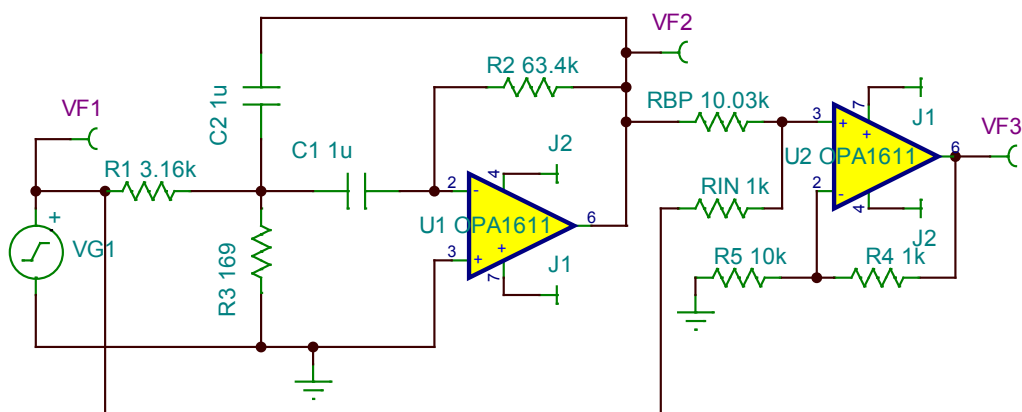 VF2
R2 63.4k
RBP 10.03k
C2 1u
VF1
C1 1u
J2
J1
VF3
3
7
6
+
+
U2 OPA1611
R1 3.16k
4
2
-
U1 OPA1611
6
RIN 1k
2
-
4
J2
+
VG1
R3 169
3
+
+
7
J1
R5 10k
R4 1k